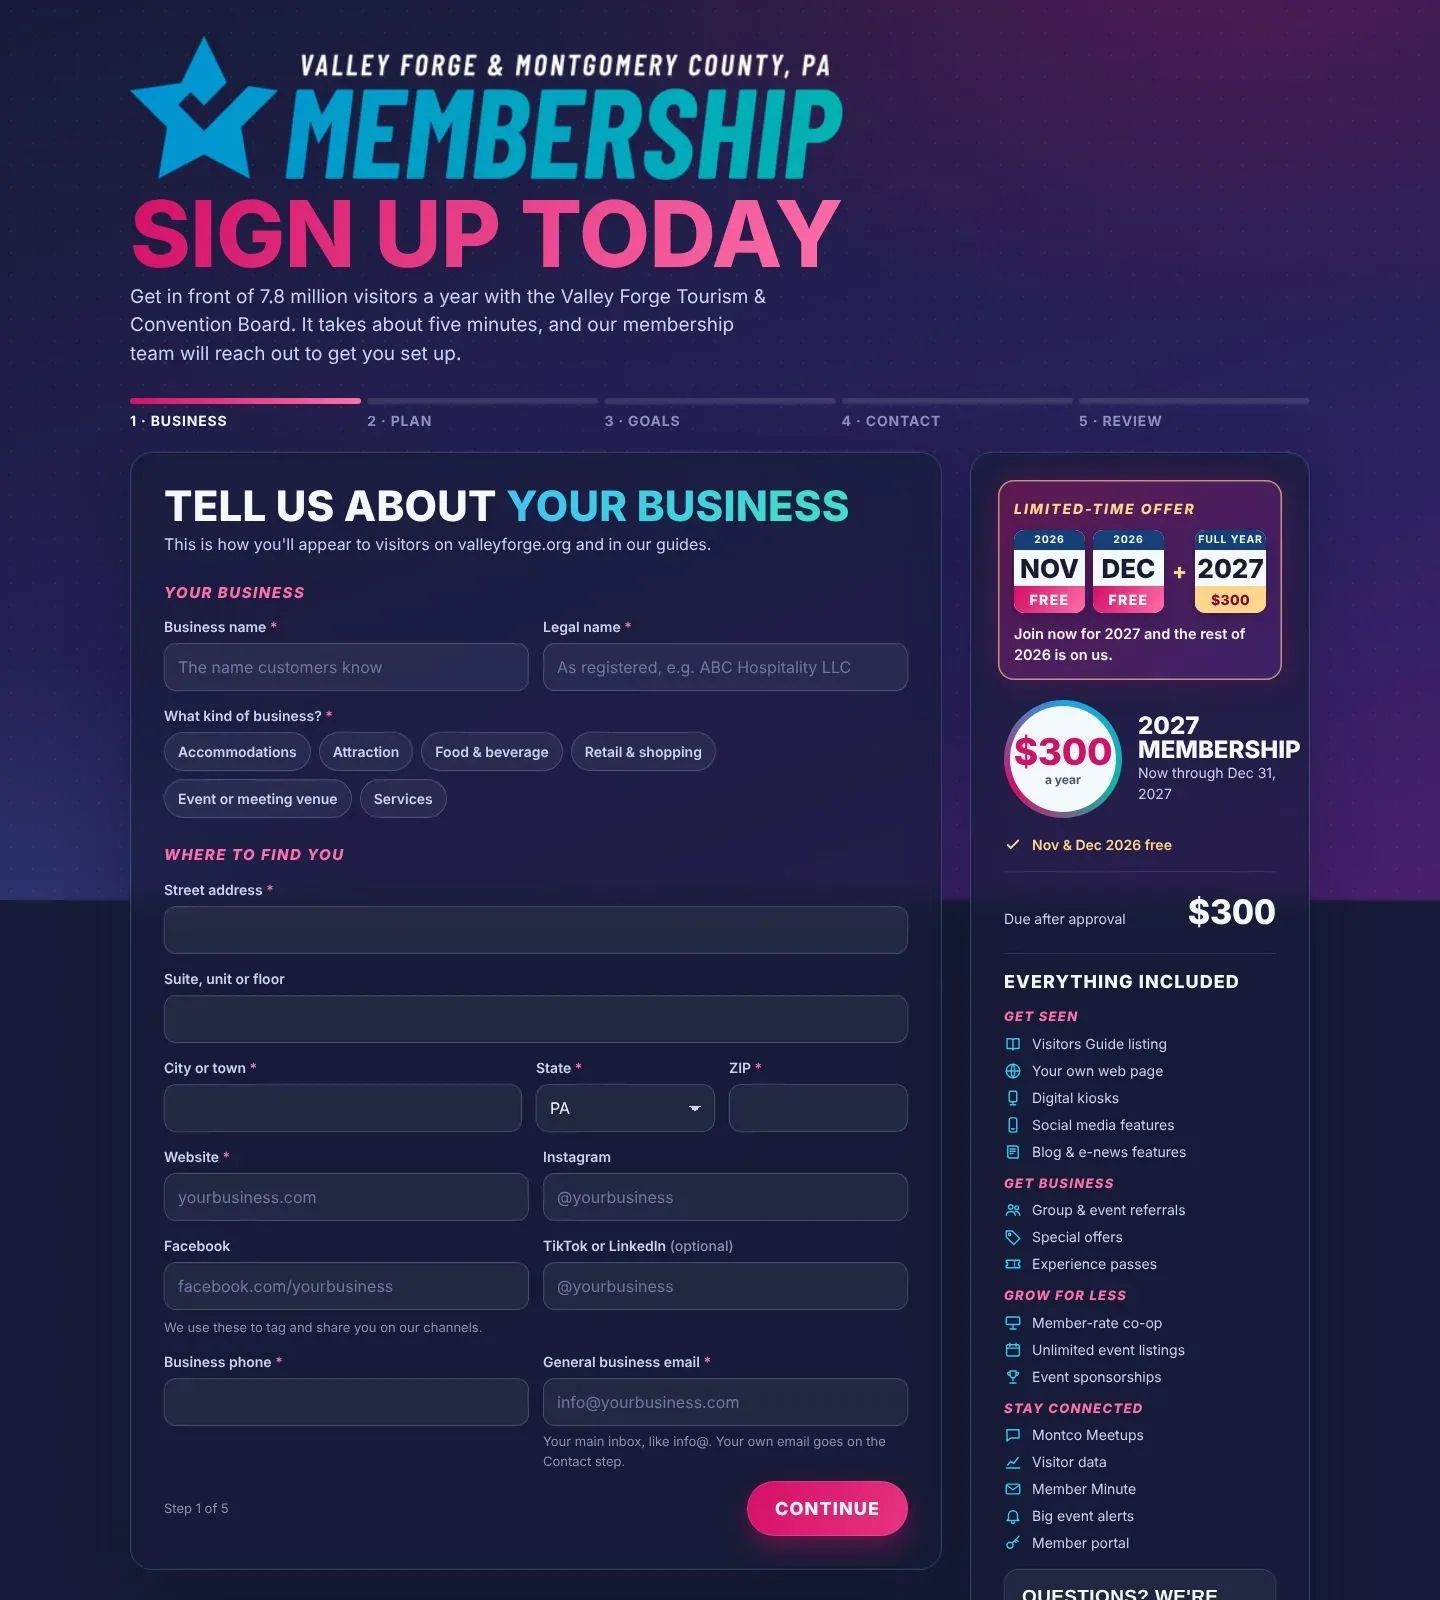 VALLEY FORGE & MONTGOMERY COUNTY, PA
MEMBERSHIP
SIGN UP TODAY
Get in front of 7.8 million visitors a year with the Valley Forge Tourism &
Convention Board. It takes about five minutes, and our membership
team will reach out to get you set up.
1 · BUSINESS
2 · PLAN
3 · GOALS
4 · CONTACT
5 · REVIEW
TELL US ABOUT YOUR BUSINESS
This is how you'll appear to visitors on valleyforge.org and in our guides.
YOUR BUSINESS
Business name *
Legal name *
The name customers know
As registered, e.g. ABC Hospitality LLC
What kind of business? *
Accommodations
Attraction
Food & beverage
Retail & shopping
Event or meeting venue
Services
WHERE TO FIND YOU
Street address *
Suite, unit or floor
City or town *
State *
ZIP *
PA
Website *
Instagram
yourbusiness.com
@yourbusiness
Facebook
TikTok or LinkedIn (optional)
facebook.com/yourbusiness
@yourbusiness
We use these to tag and share you on our channels.
Business phone *
General business email *
info@yourbusiness.com
Your main inbox, like info@. Your own email goes on the
Contact step.
Step 1 of 5
CONTINUE
LIMITED-TIME OFFER
2026
NOV
FREE
2026
DEC
FREE
+
FULL YEAR
2027
$300
Join now for 2027 and the rest of
2026 is on us.
$300
a year
2027
MEMBERSHIP
Now through Dec 31,
2027
Nov & Dec 2026 free
Due after approval
$300
EVERYTHING INCLUDED
GET SEEN
Visitors Guide listing
Your own web page
Digital kiosks
Social media features
Blog & e-news features
GET BUSINESS
Group & event referrals
Special offers
Experience passes
GROW FOR LESS
Member-rate co-op
Unlimited event listings
Event sponsorships
STAY CONNECTED
Montco Meetups
Visitor data
Member Minute
Big event alerts
Member portal
QUESTIONS? WE'RE